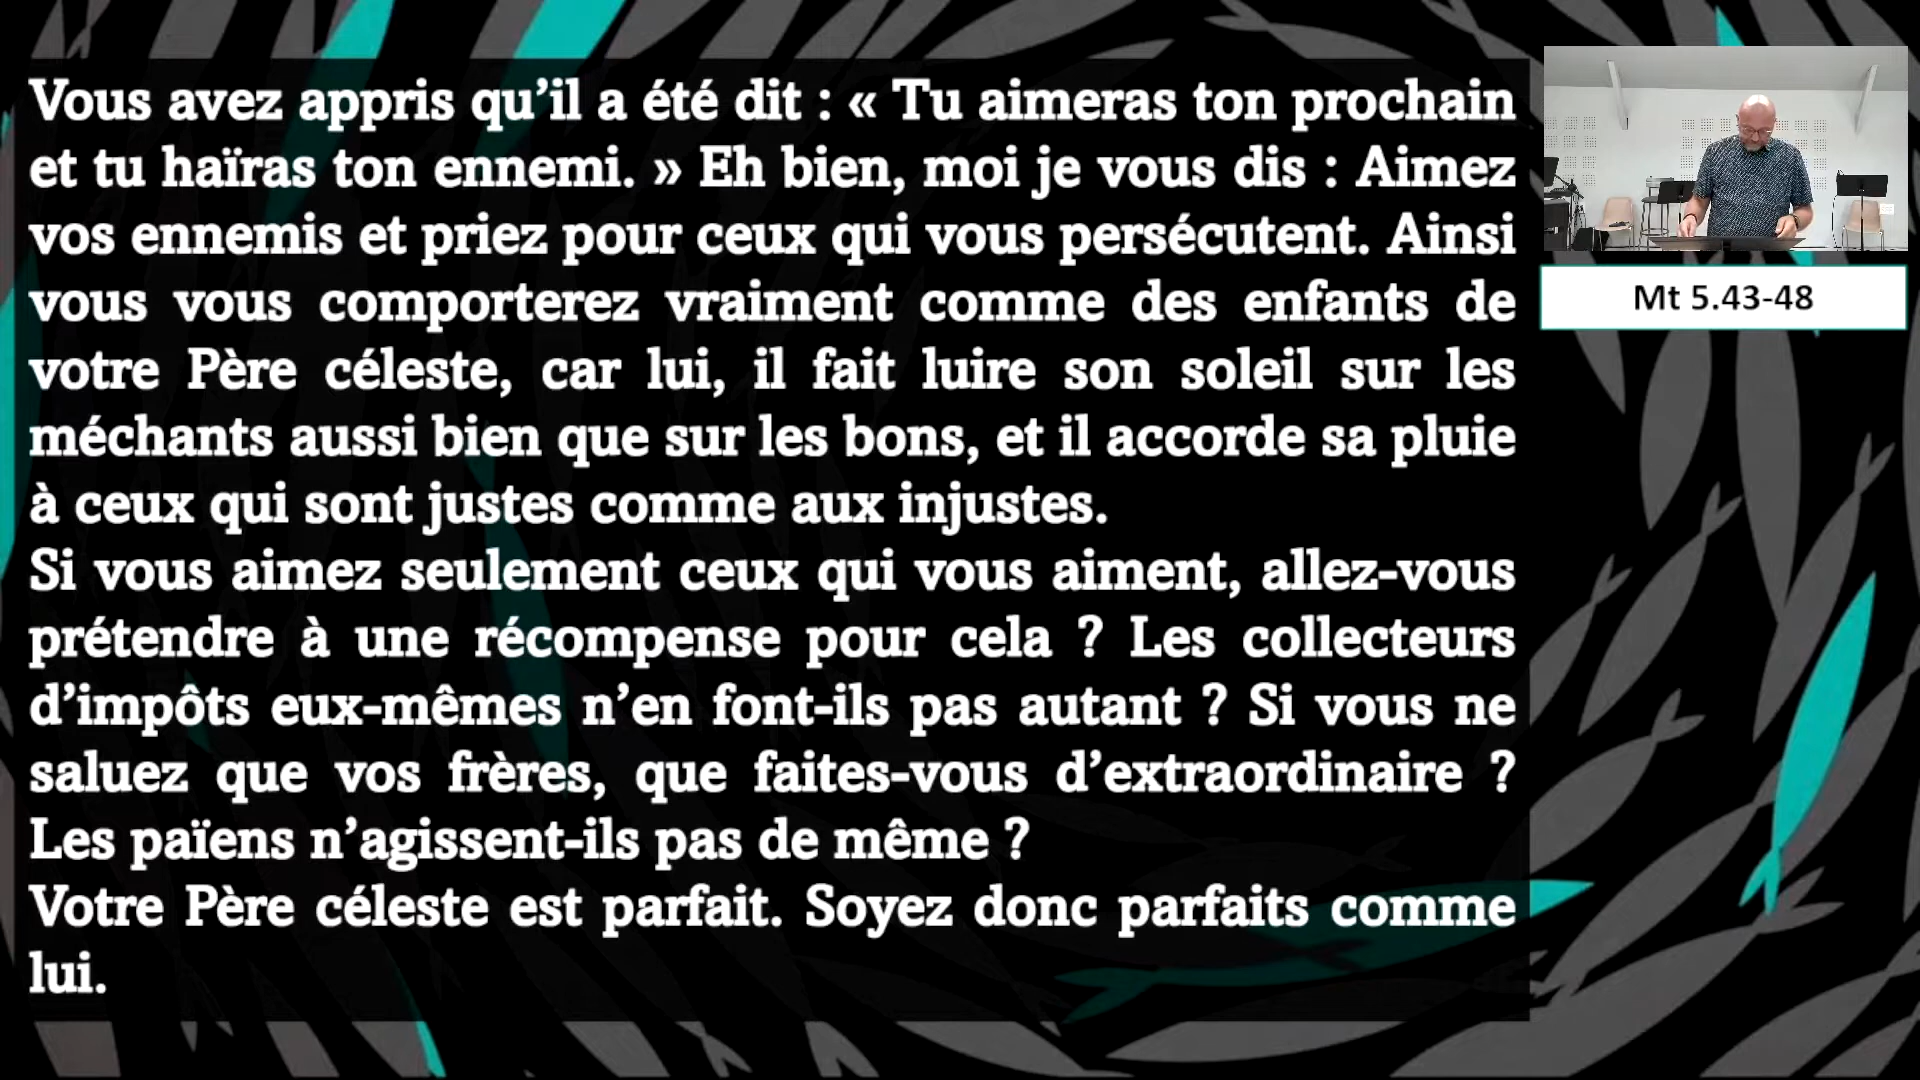 Vous avez appris qu’il a été dit : « Tu aimeras ton prochain
et tu haïras ton ennemi. » Eh bien, moi je vous dis : Aimez
vos ennemis et priez pour ceux qui vous persécutent. Ainsi
vous vous comporterez vraiment comme des enfants de
votre Père céleste, car lui, il fait luire son soleil sur les
méchants aussi bien que sur les bons, et il accorde sa pluie
à ceux qui sont justes comme aux injustes.
Si vous aimez seulement ceux qui vous aiment, allez-vous
prétendre à une récompense pour cela ? Les collecteurs
d’impôts eux-mêmes n’en font-ils pas autant ? Si vous ne
saluez que vos frères, que faites-vous d’extraordinaire ?
Les païens n’agissent-ils pas de même ?
Votre Père céleste est parfait. Soyez donc parfaits comme
lui.
Mt 5.43-48